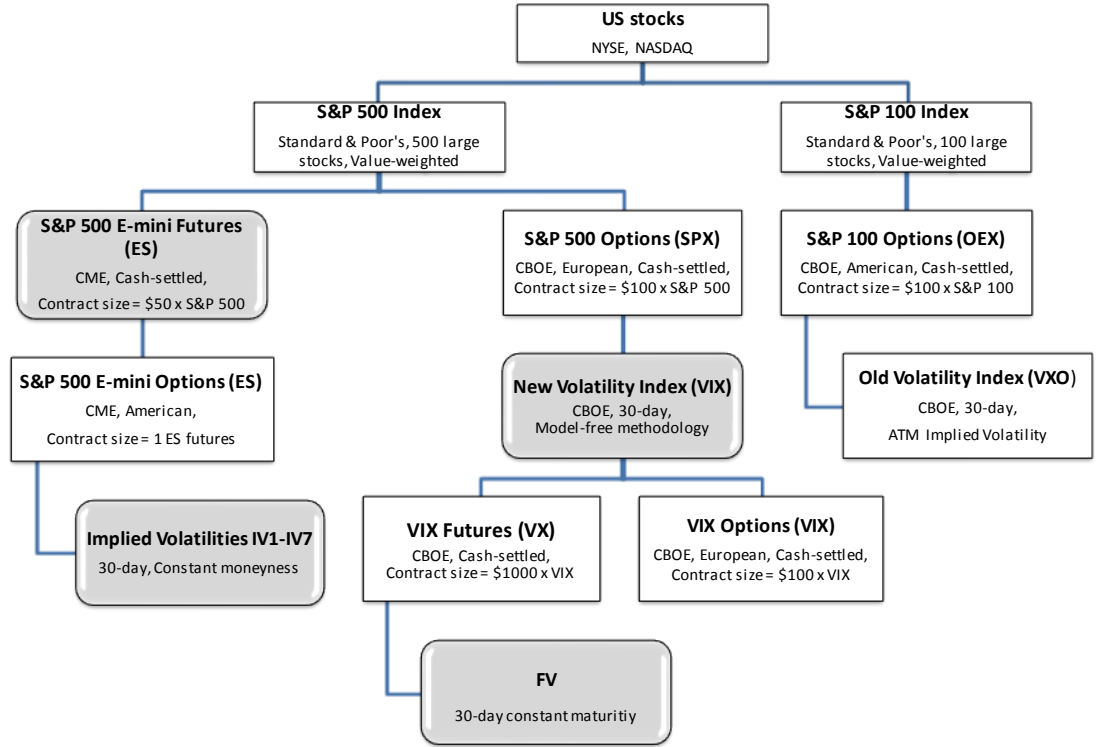 US stocks
NYSE, NASDAQ
S&P 500 Index
Standard & Poor's, 500 large
stocks, Value-weighted
S&P 100 Index
Standard & Poor's, 100 large
stocks, Value-weighted
S&P 500 E-mini Futures
(ES)
CME, Cash-settled,
Contract size = $50 x S&P 500
S&P 500 Options (SPX)
CBOE, European, Cash-settled,
Contract size = $100 x S&P 500
S&P 100 Options (OEX)
CBOE, American, Cash-settled,
Contract size = $100 x S&P 100
S&P 500 E-mini Options (ES)
CME, American,
Contract size = 1 ES futures
New Volatility Index (VIX)
CBOE, 30-day,
Model-free methodology
Old Volatility Index (VXO)
CBOE, 30-day,
ATM Implied Volatility
Implied Volatilities IV1-IV7
30-day, Constant moneyness
VIX Futures (VX)
CBOE, Cash-settled,
Contract size = $1000 x VIX
VIX Options (VIX)
CBOE, European, Cash-settled,
Contract size = $100 x VIX
FV
30-day constant maturitiy